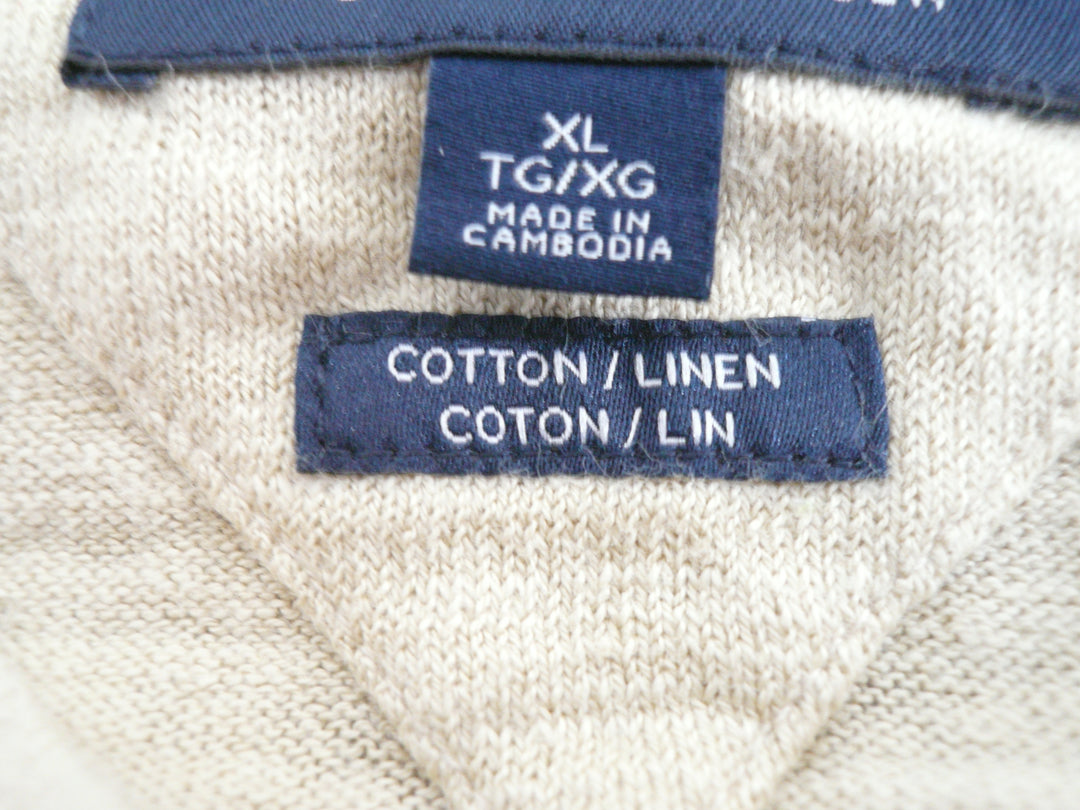 XL
TG/XG
MADE IN
CAMBODIA
COTTON / LINEN
COTON / LIN